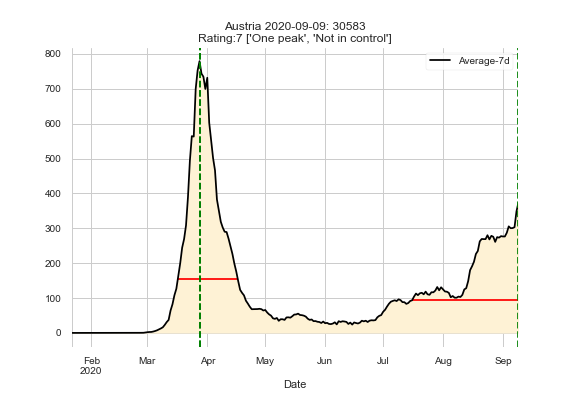 Austria 2020-09-09: 30583
Rating:7 ['One peak', 'Not in control']
Average-7d
800
700
600
500
400
300
200
100
0
Feb
2020
Mar
Apr
May
Jun
Jul
Aug
Sep
Date